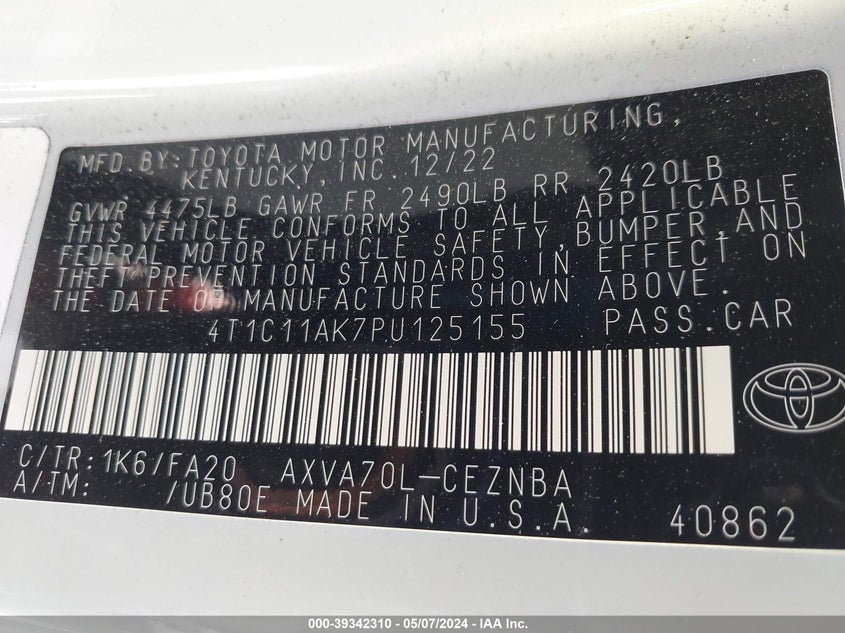 MFD. BY: TOYOTA MOTOR MANUFACTURING,
KENTUCKY, INC. 12/22
GVWR 4475LB GAWR FR 2490LB RR 2420LB
THIS VEHICLE CONFORMS TO ALL APPLICABLE
FEDERAL MOTOR VEHICLE SAFETY, BUMPER, AND
THEFT PREVENTION STANDARDS IN EFFECT ON
THE DATE OF MANUFACTURE SHOWN ABOVE.
4T1C11AK7PU125155 PASS. CAR
C/TR: 1K6/FA20 AXVA70L-CEZNBA
A/TM: /UB80E MADE IN U.S.A. 40862
000-39342310 - 05/07/2024 - IAA Inc.